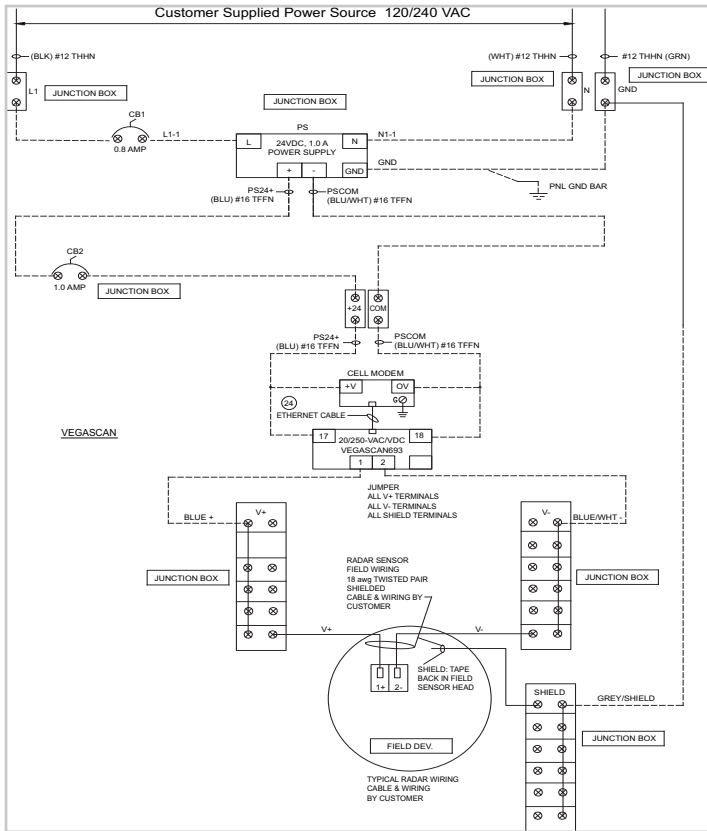 Customer Supplied Power Source 120/240 VAC
(BLK) #12 THHN
(WHT) #12 THHN
#12 THHN (GRN)
L1
JUNCTION BOX
JUNCTION BOX
JUNCTION BOX
N
GND
JUNCTION BOX
CB1
0.8 AMP
L1-1
PS
L
N
24VDC, 1.0 A
POWER SUPPLY
+
-
GND
N1-1
GND
PNL GND BAR
PS24+
(BLU) #16 TFFN
PSCOM
(BLU/WHT) #16 TFFN
CB2
1.0 AMP
JUNCTION BOX
+24
COM
PS24+
(BLU) #16 TFFN
PSCOM
(BLU/WHT) #16 TFFN
CELL MODEM
+V
OV
G
24
ETHERNET CABLE
VEGASCAN
17
18
20/250-VAC/VDC
VEGASCAN693
1
2
JUMPER
ALL V+ TERMINALS
ALL V- TERMINALS
ALL SHIELD TERMINALS
BLUE +
V+
V-
BLUE/WHT -
JUNCTION BOX
JUNCTION BOX
RADAR SENSOR
FIELD WIRING
18 awg TWISTED PAIR
SHIELDED
CABLE & WIRING BY
CUSTOMER
V+
V-
1+
2-
SHIELD: TAPE
BACK IN FIELD
SENSOR HEAD
FIELD DEV.
SHIELD
GREY/SHIELD
JUNCTION BOX
TYPICAL RADAR WIRING
CABLE & WIRING
BY CUSTOMER